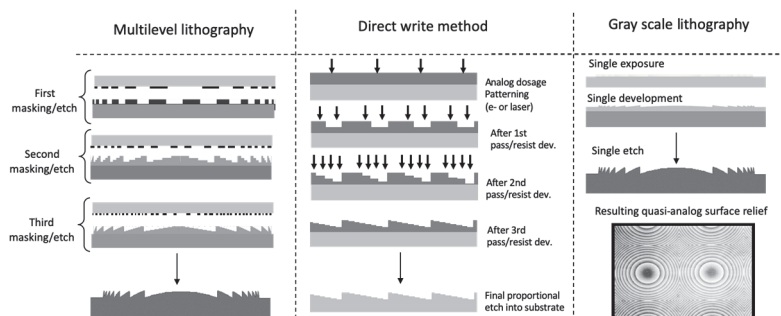 Multilevel lithography
First
masking/etch
Second
masking/etch
Third
masking/etch
Direct write method
Analog dosage
Patterning
(e- or laser)
After 1st
pass/resist dev.
After 2nd
pass/resist dev.
After 3rd
pass/resist dev.
Final proportional
etch into substrate
Gray scale lithography
Single exposure
Single development
Single etch
Resulting quasi-analog surface relief